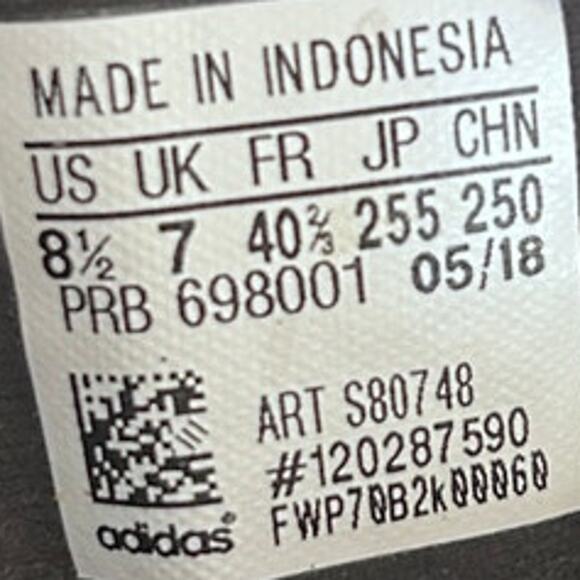 MADE IN INDONESIA
US UK FR JP CHN
8½ 7 40⅔ 255 250
PRB 698001 05/18
ART S80748
#120287590
FWP70B2k00060
adidas®